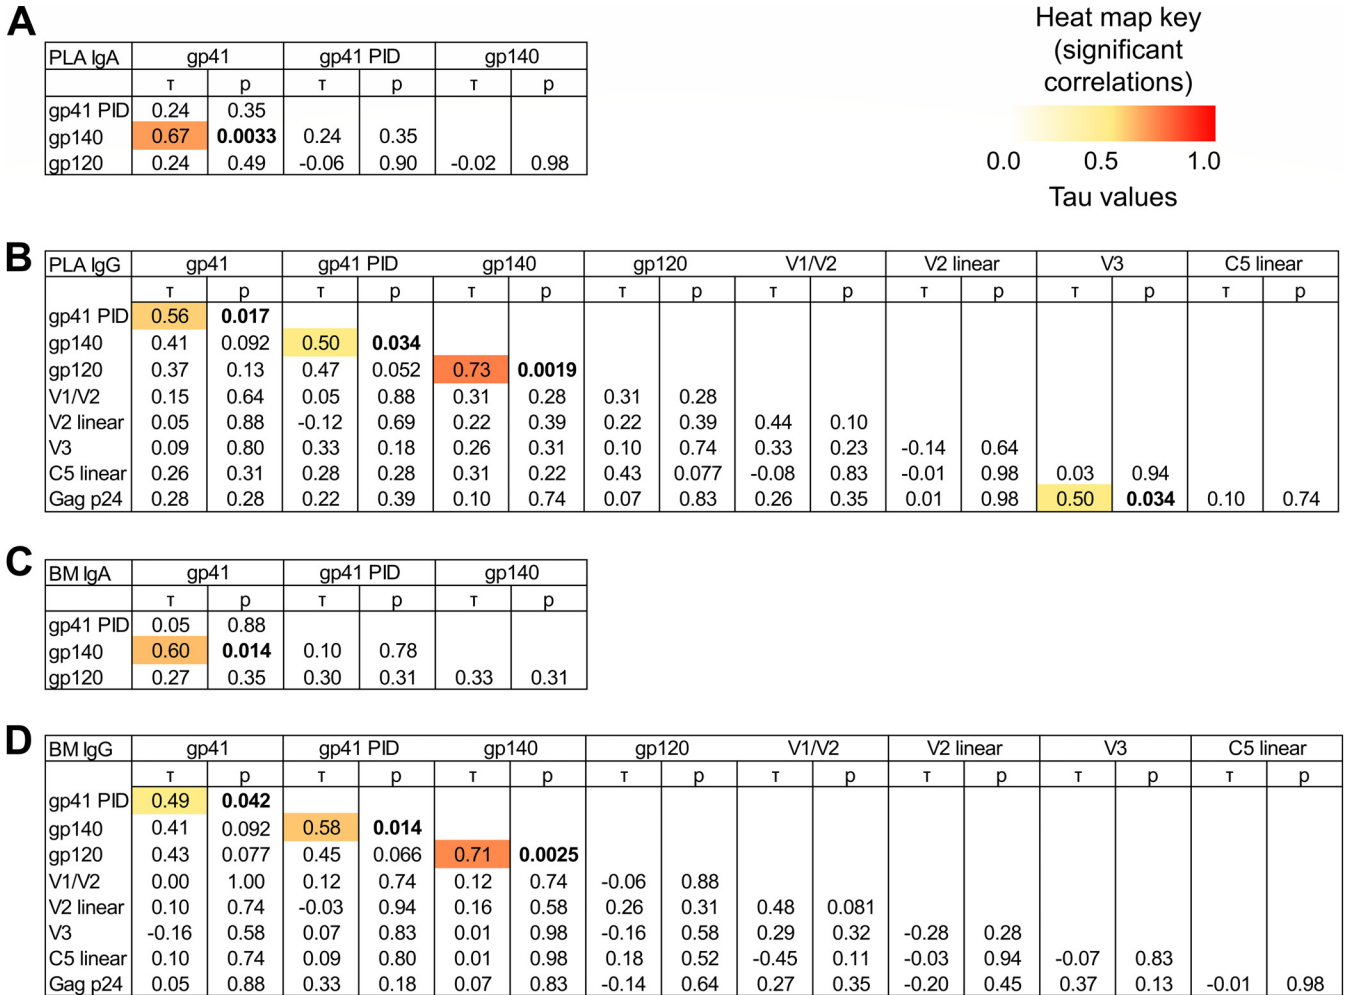 A
Heat map key
(significant
correlations)
0.0 0.5 1.0
Tau values
PLA IgA gp41 gp41 PID gp140
τ p τ p τ p
gp41 PID 0.24 0.35
gp140 0.67 0.0033 0.24 0.35
gp120 0.24 0.49 -0.06 0.90 -0.02 0.98
B
PLA IgG gp41 gp41 PID gp140 gp120 V1/V2 V2 linear V3 C5 linear
τ p τ p τ p τ p τ p τ p τ p τ p
gp41 PID 0.56 0.017
gp140 0.41 0.092 0.50 0.034
gp120 0.37 0.13 0.47 0.052 0.73 0.0019
V1/V2 0.15 0.64 0.05 0.88 0.31 0.28 0.31 0.28
V2 linear 0.05 0.88 -0.12 0.69 0.22 0.39 0.22 0.39 0.44 0.10
V3 0.09 0.80 0.33 0.18 0.26 0.31 0.10 0.74 0.33 0.23 -0.14 0.64
C5 linear 0.26 0.31 0.28 0.28 0.31 0.22 0.43 0.077 -0.08 0.83 -0.01 0.98 0.03 0.94
Gag p24 0.28 0.28 0.22 0.39 0.10 0.74 0.07 0.83 0.26 0.35 0.01 0.98 0.50 0.034 0.10 0.74
C
BM IgA gp41 gp41 PID gp140
τ p τ p τ p
gp41 PID 0.05 0.88
gp140 0.60 0.014 0.10 0.78
gp120 0.27 0.35 0.30 0.31 0.33 0.31
D
BM IgG gp41 gp41 PID gp140 gp120 V1/V2 V2 linear V3 C5 linear
τ p τ p τ p τ p τ p τ p τ p τ p
gp41 PID 0.49 0.042
gp140 0.41 0.092 0.58 0.014
gp120 0.43 0.077 0.45 0.066 0.71 0.0025
V1/V2 0.00 1.00 0.12 0.74 0.12 0.74 -0.06 0.88
V2 linear 0.10 0.74 -0.03 0.94 0.16 0.58 0.26 0.31 0.48 0.081
V3 -0.16 0.58 0.07 0.83 0.01 0.98 -0.16 0.58 0.29 0.32 -0.28 0.28
C5 linear 0.10 0.74 0.09 0.80 0.01 0.98 0.18 0.52 -0.45 0.11 -0.03 0.94 -0.07 0.83
Gag p24 0.05 0.88 0.33 0.18 0.07 0.83 -0.14 0.64 0.27 0.35 -0.20 0.45 0.37 0.13 -0.01 0.98